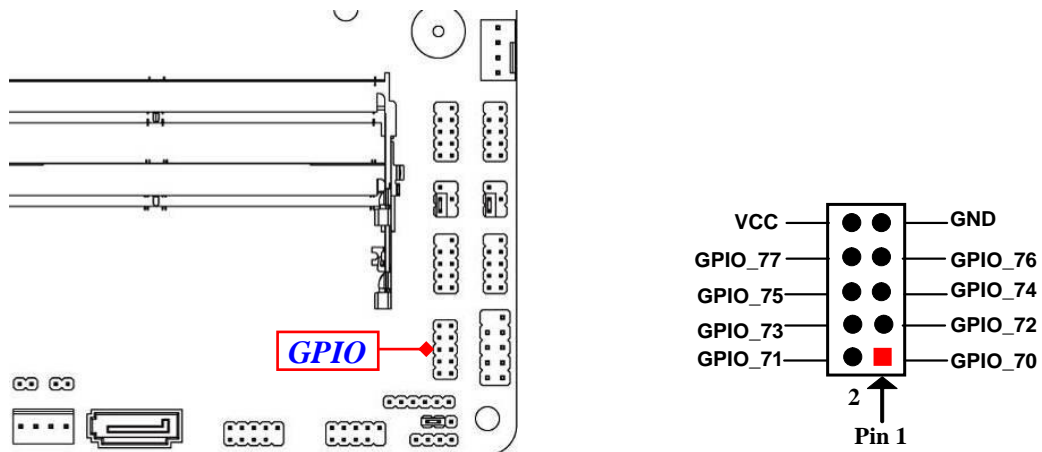 GPIO
VCC GND
GPIO_77 GPIO_76
GPIO_75 GPIO_74
GPIO_73 GPIO_72
GPIO_71 GPIO_70
2
Pin 1